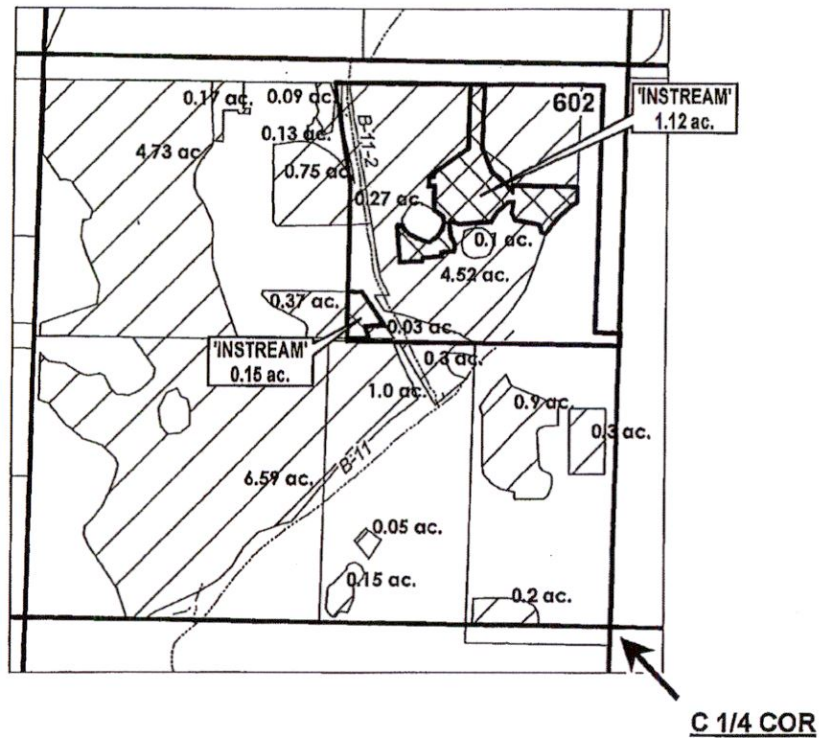 0.17 ac.
0.09 ac.
602
'INSTREAM'
1.12 ac.
0.13 ac.
4.73 ac.
B-11-2
0.75 ac.
0.27 ac.
0.1 ac.
4.52 ac.
0.37 ac.
0.03 ac.
'INSTREAM'
0.15 ac.
0.3 ac.
1.0 ac.
0.9 ac.
0.3 ac.
B-11
6.59 ac.
0.05 ac.
0.15 ac.
0.2 ac.
C 1/4 COR